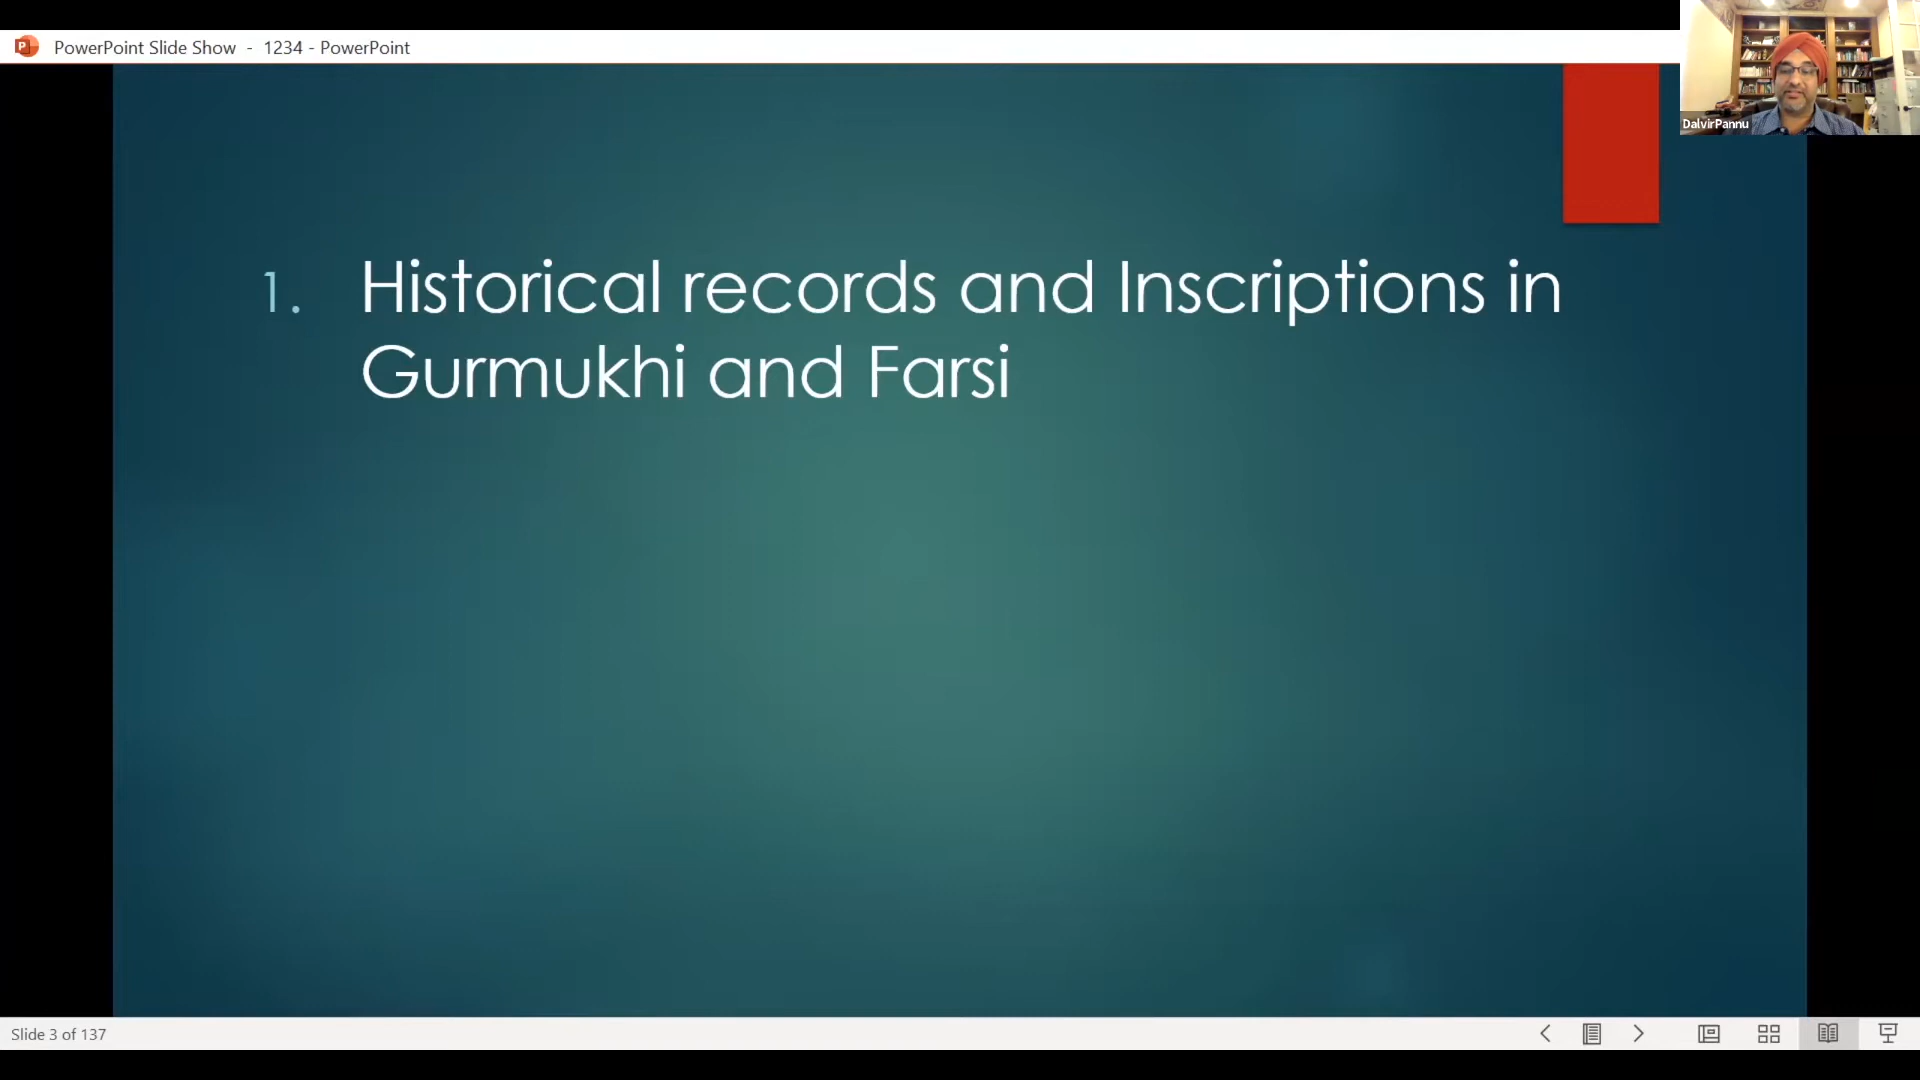 PowerPoint Slide Show - 1234 - PowerPoint
DalvirPannu
1. Historical records and Inscriptions in
Gurmukhi and Farsi
Slide 3 of 137